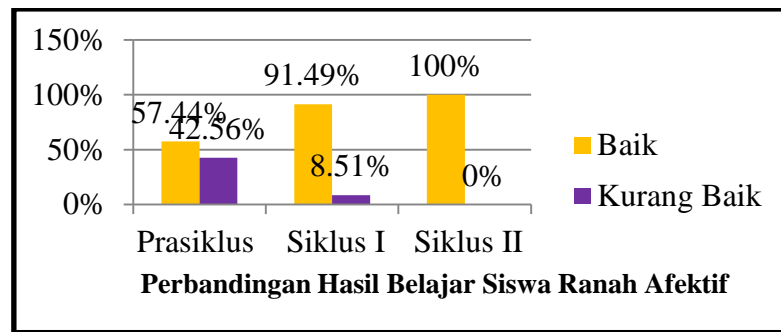 150%
100%
50%
0%
57.44%
42.56%
91.49%
8.51%
100%
0%
Prasiklus
Siklus I
Siklus II
Baik
Kurang Baik
Perbandingan Hasil Belajar Siswa Ranah Afektif